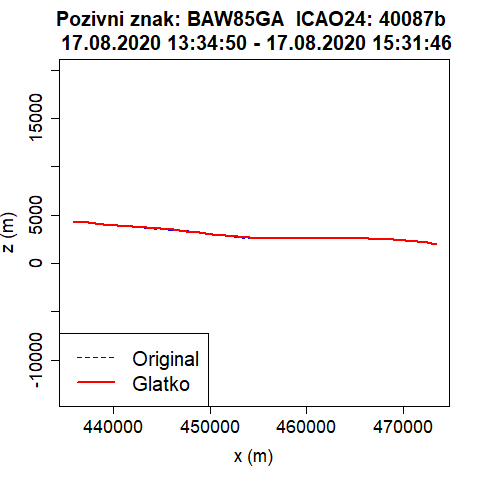 Pozivni znak: BAW85GA  ICAO24: 40087b
17.08.2020 13:34:50 - 17.08.2020 15:31:46
15000
5000
0
-10000
z (m)
Original
Glatko
440000 450000 460000 470000
x (m)